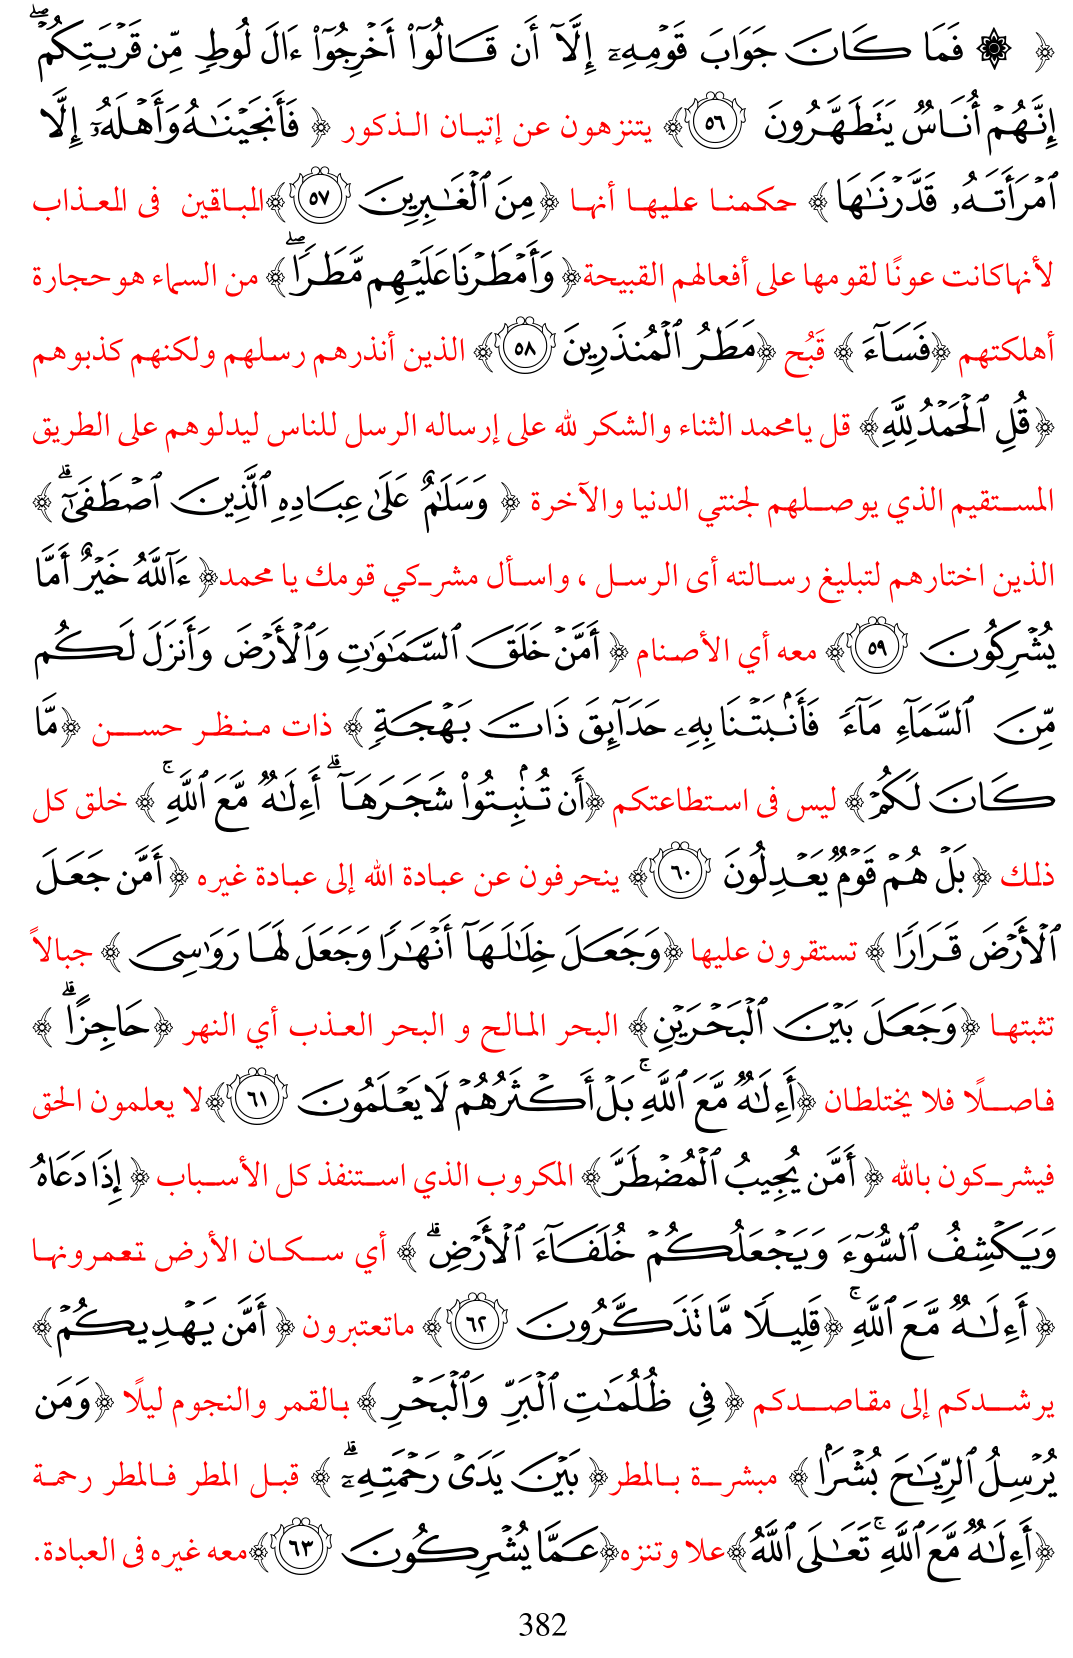 ﴿ ۞ فَمَا كَانَ جَوَابَ قَوْمِهِۦٓ إِلَّآ أَن قَالُوٓا۟ أَخْرِجُوٓا۟ ءَالَ لُوطٍ مِّن قَرْيَتِكُمْ ۖ
إِنَّهُمْ أُنَاسٌ يَتَطَهَّرُونَ ٥٦ ﴾ يتنزهون عن إتيان الذكور ﴿ فَأَنجَيْنَـٰهُ وَأَهْلَهُۥٓ إِلَّا
ٱمْرَأَتَهُۥ قَدَّرْنَـٰهَا ﴾ حكمنا عليها أنها ﴿ مِنَ ٱلْغَـٰبِرِينَ ٥٧ ﴾ المباقين فى العذاب
لأنها كانت عونًا لقومها على أفعالهم القبيحة ﴿ وَأَمْطَرْنَا عَلَيْهِم مَّطَرًا ۖ ﴾ من السماء هو حجارة
أهلكتهم ﴿ فَسَآءَ ﴾ قَبُح ﴿ مَطَرُ ٱلْمُنذَرِينَ ٥٨ ﴾ الذين أنذرهم رسلهم ولكنهم كذبوهم
﴿ قُلِ ٱلْحَمْدُ لِلَّهِ ﴾ قل يا محمد الثناء والشكر لله على إرساله الرسل للناس ليدلوهم على الطريق
المستقيم الذي يوصلهم لجنتي الدنيا والآخرة ﴿ وَسَلَـٰمٌ عَلَىٰ عِبَادِهِ ٱلَّذِينَ ٱصْطَفَىٰٓ ۗ ﴾
الذين اختارهم لتبليغ رسالته أى الرسل ، واسأل مشركي قومك يا محمد ﴿ ءَآللَّهُ خَيْرٌ أَمَّا
يُشْرِكُونَ ٥٩ ﴾ معه أي الأصنام ﴿ أَمَّنْ خَلَقَ ٱلسَّمَـٰوَٰتِ وَٱلْأَرْضَ وَأَنزَلَ لَكُم
مِّنَ ٱلسَّمَآءِ مَآءً فَأَنۢبَتْنَا بِهِۦ حَدَآئِقَ ذَاتَ بَهْجَةٍ ﴾ ذات منظر حسن ﴿ مَّا
كَانَ لَكُمْ ﴾ ليس فى استطاعتكم ﴿ أَن تُنۢبِتُوا۟ شَجَرَهَآ ۗ أَءِلَـٰهٌ مَّعَ ٱللَّهِ ۚ ﴾ خلق كل
ذلك ﴿ بَلْ هُمْ قَوْمٌ يَعْدِلُونَ ٦٠ ﴾ ينحرفون عن عبادة الله إلى عبادة غيره ﴿ أَمَّن جَعَلَ
ٱلْأَرْضَ قَرَارًا ﴾ تستقرون عليها ﴿ وَجَعَلَ خِلَـٰلَهَآ أَنْهَـٰرًا وَجَعَلَ لَهَا رَوَٰسِىَ ﴾ جبالاً
تثبتها ﴿ وَجَعَلَ بَيْنَ ٱلْبَحْرَيْنِ ﴾ البحر المالح و البحر العذب أي النهر ﴿ حَاجِزًا ۗ ﴾
فاصلًا فلا يختلطان ﴿ أَءِلَـٰهٌ مَّعَ ٱللَّهِ ۚ بَلْ أَكْثَرُهُمْ لَا يَعْلَمُونَ ٦١ ﴾ لا يعلمون الحق
فيشركون بالله ﴿ أَمَّن يُجِيبُ ٱلْمُضْطَرَّ ﴾ المكروب الذي استنفذ كل الأسباب ﴿ إِذَا دَعَاهُ
وَيَكْشِفُ ٱلسُّوٓءَ وَيَجْعَلُكُمْ خُلَفَآءَ ٱلْأَرْضِ ۗ ﴾ أي سكان الأرض تعمرونها
﴿ أَءِلَـٰهٌ مَّعَ ٱللَّهِ ۚ ﴿ قَلِيلًا مَّا تَذَكَّرُونَ ٦٢ ﴾ ماتعتبرون ﴿ أَمَّن يَهْدِيكُمْ ﴾
يرشدكم إلى مقاصدكم ﴿ فِى ظُلُمَـٰتِ ٱلْبَرِّ وَٱلْبَحْرِ ﴾ بالقمر والنجوم ليلًا ﴿ وَمَن
يُرْسِلُ ٱلرِّيَـٰحَ بُشْرًۢا ﴾ مبشرة بالمطر ﴿ بَيْنَ يَدَىْ رَحْمَتِهِۦٓ ۗ ﴾ قبل المطر فالمطر رحمة
﴿ أَءِلَـٰهٌ مَّعَ ٱللَّهِ ۚ تَعَـٰلَى ٱللَّهُ ﴾ علا وتنزه ﴿ عَمَّا يُشْرِكُونَ ٦٣ ﴾ معه غيره فى العبادة.
382